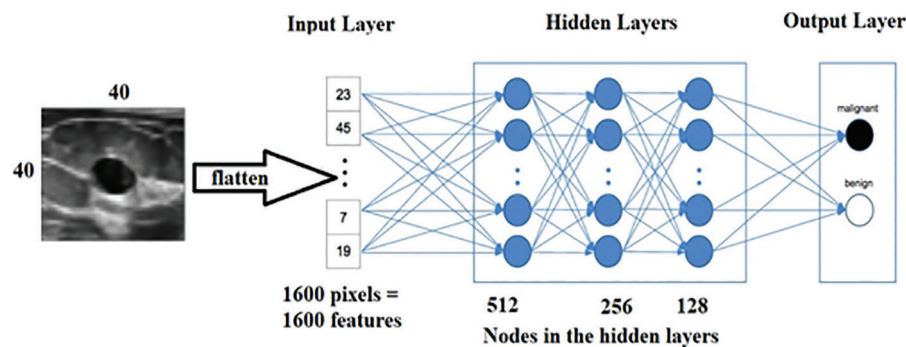 Input Layer
Hidden Layers
Output Layer
40
40
flatten
23
45
7
19
malignant
benign
1600 pixels =
1600 features
512
256
128
Nodes in the hidden layers